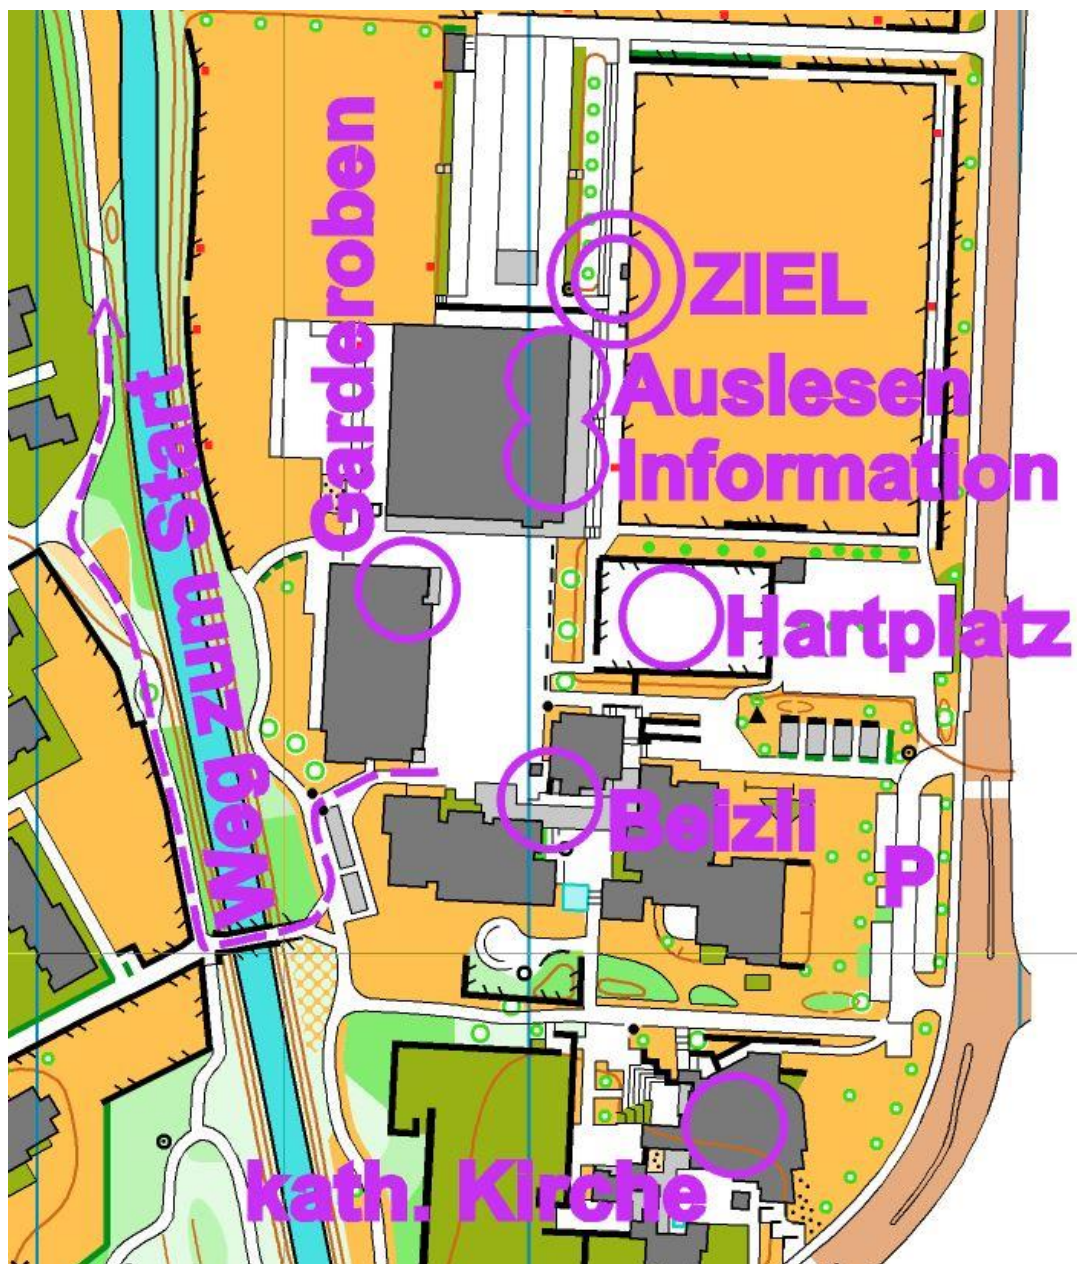 Garderoben
ZIEL
Auslesen
Information
Weg zum Start
Hartplatz
Beizli
P
kath. Kirche